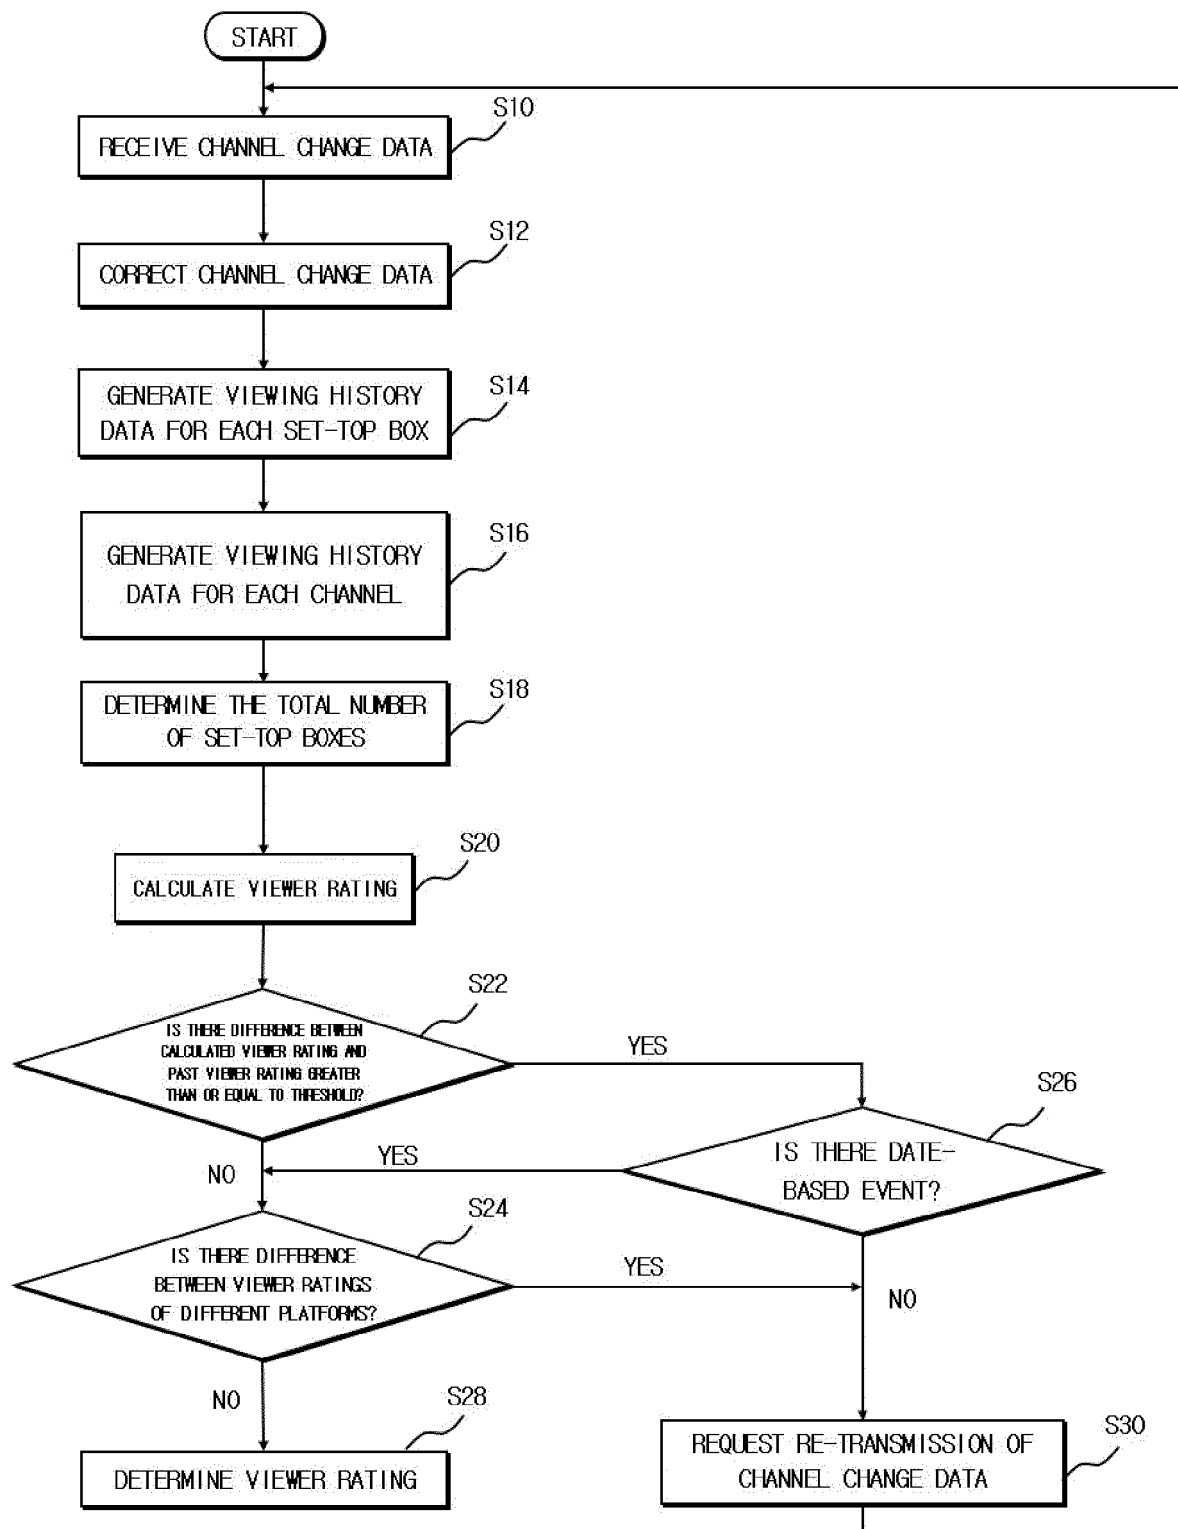 START
S10
RECEIVE CHANNEL CHANGE DATA
S12
CORRECT CHANNEL CHANGE DATA
S14
GENERATE VIEWING HISTORY
DATA FOR EACH SET-TOP BOX
S16
GENERATE VIEWING HISTORY
DATA FOR EACH CHANNEL
S18
DETERMINE THE TOTAL NUMBER
OF SET-TOP BOXES
S20
CALCULATE VIEWER RATING
S22
IS THERE DIFFERENCE BETWEEN
CALCULATED VIEWER RATING AND
PAST VIEWER RATING GREATER
THAN OR EQUAL TO THRESHOLD?
YES
S26
IS THERE DATE-
BASED EVENT?
YES
NO
S24
IS THERE DIFFERENCE
BETWEEN VIEWER RATINGS
OF DIFFERENT PLATFORMS?
YES
NO
NO
S28
DETERMINE VIEWER RATING
S30
REQUEST RE-TRANSMISSION OF
CHANNEL CHANGE DATA